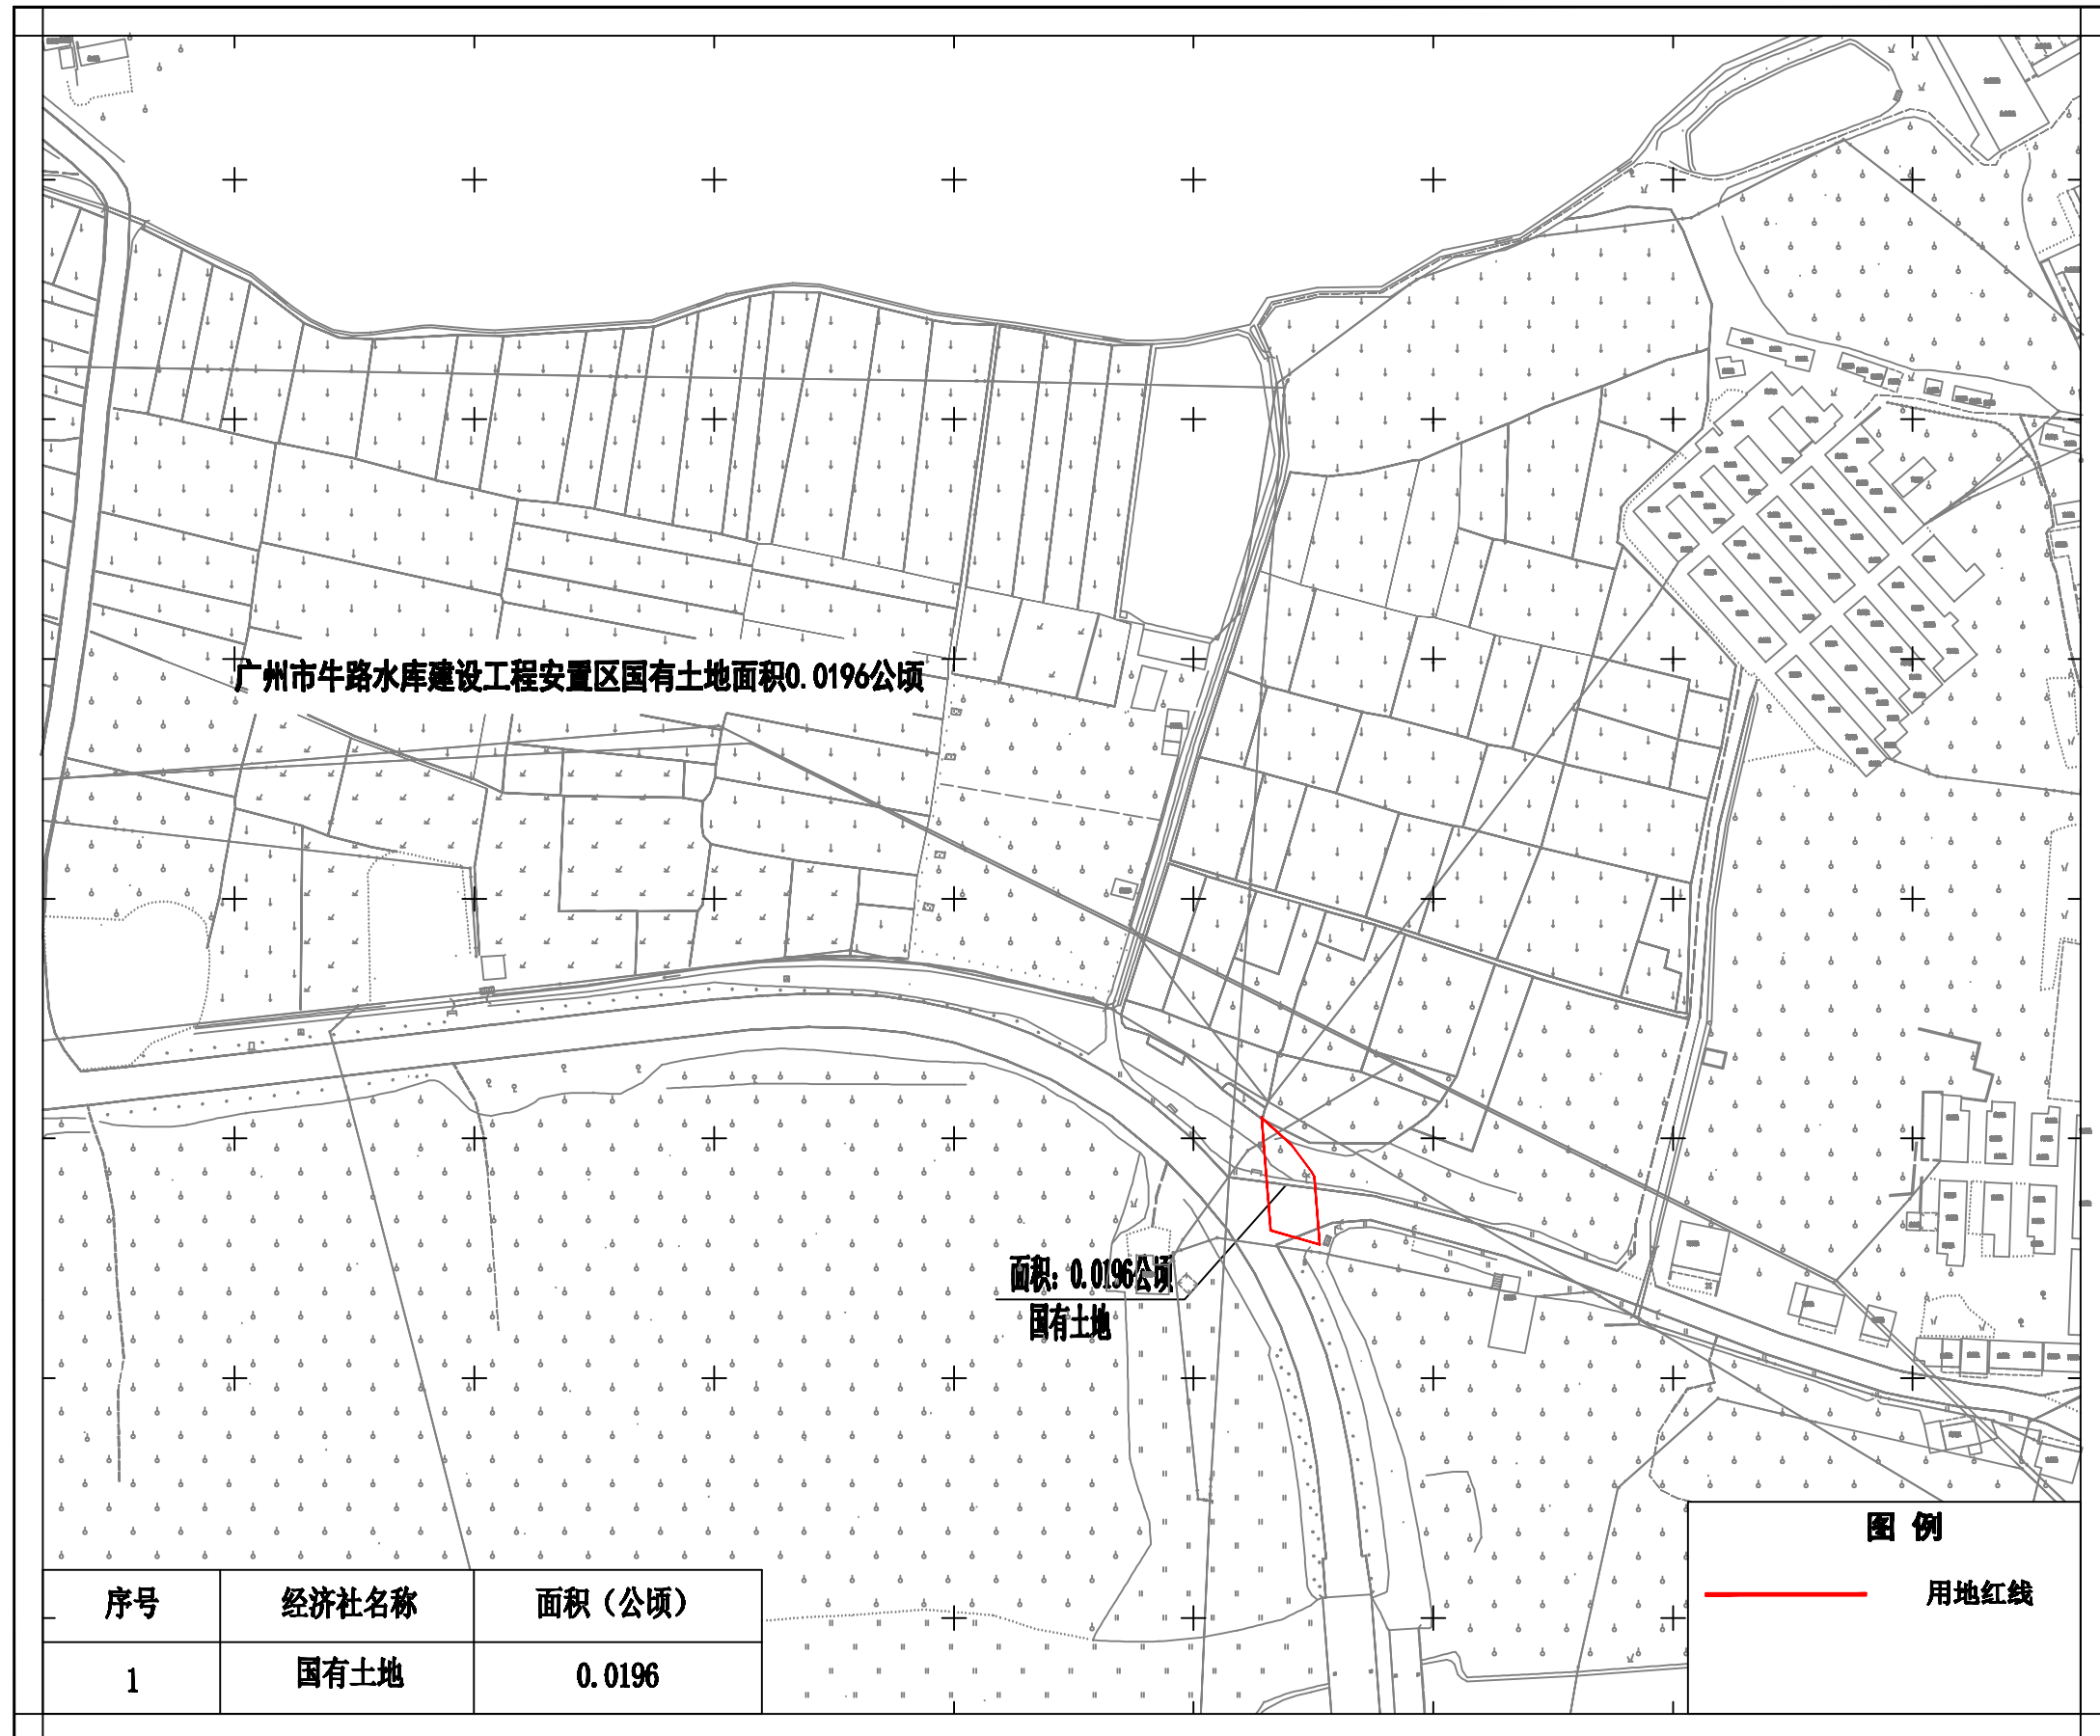 广州市牛路水库建设工程安置区国有土地面积0.0196公顷
面积: 0.0196公顷
国有土地
图 例
用地红线
序号 经济社名称 面积（公顷）
1 国有土地 0.0196